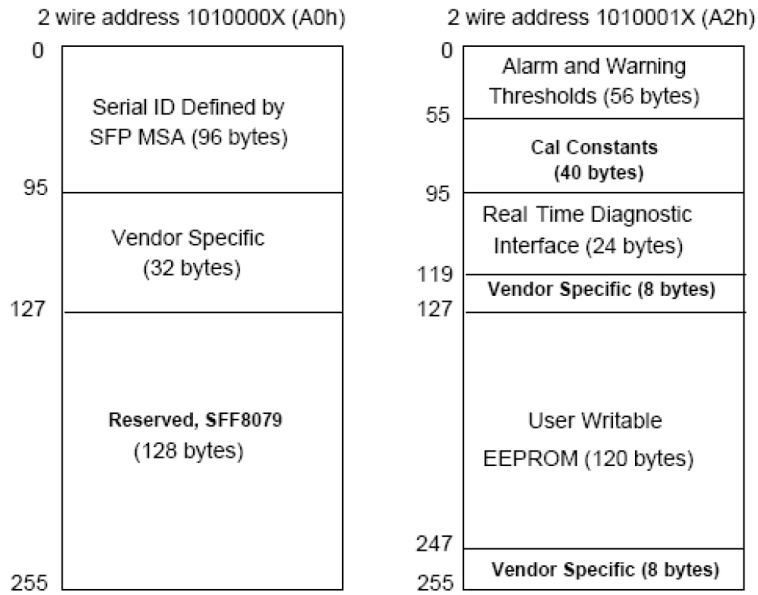 2 wire address 1010000X (A0h)
0
Serial ID Defined by
SFP MSA (96 bytes)
95
Vendor Specific
(32 bytes)
127
Reserved, SFF8079
(128 bytes)
255
2 wire address 1010001X (A2h)
0
Alarm and Warning
Thresholds (56 bytes)
55
Cal Constants
(40 bytes)
95
Real Time Diagnostic
Interface (24 bytes)
119
Vendor Specific (8 bytes)
127
User Writable
EEPROM (120 bytes)
247
Vendor Specific (8 bytes)
255